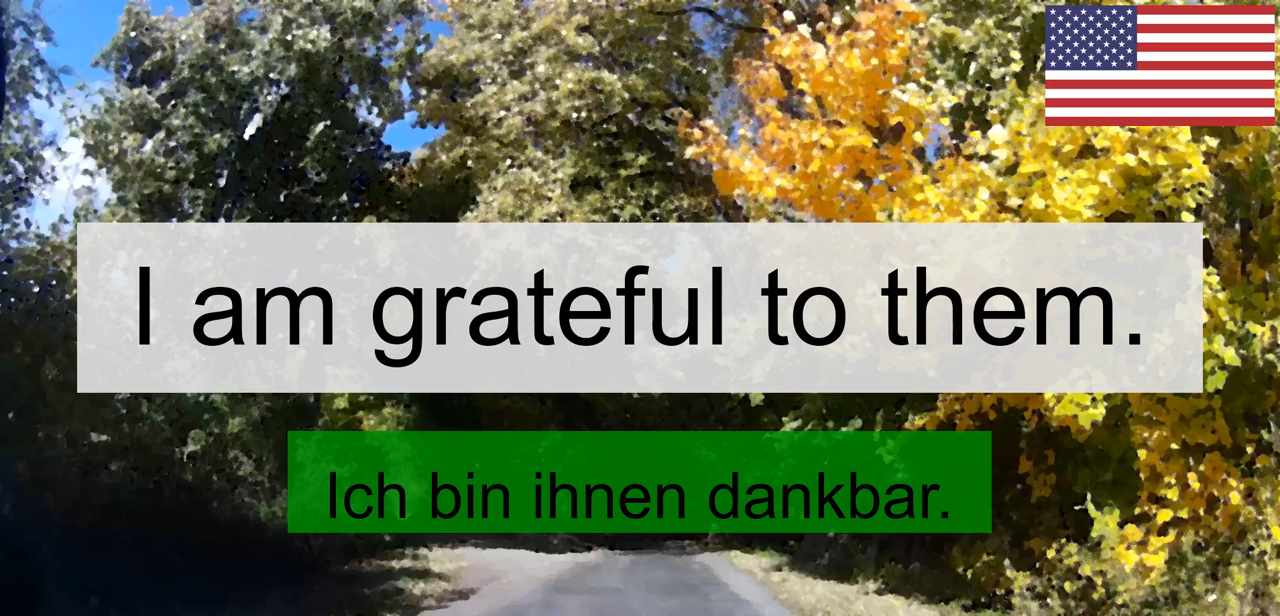 I am grateful to them.
Ich bin ihnen dankbar.